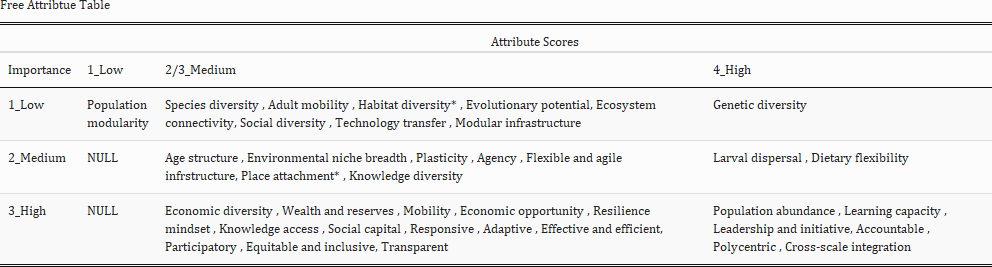 Free Attribtue Table
Attribute Scores
Importance 1_Low 2/3_Medium 4_High
1_Low Population modularity Species diversity , Adult mobility , Habitat diversity* , Evolutionary potential, Ecosystem connectivity, Social diversity , Technology transfer , Modular infrastructure Genetic diversity
2_Medium NULL Age structure , Environmental niche breadth , Plasticity , Agency , Flexible and agile infrstructure, Place attachment* , Knowledge diversity Larval dispersal , Dietary flexibility
3_High NULL Economic diversity , Wealth and reserves , Mobility , Economic opportunity , Resilience mindset , Knowledge access , Social capital , Responsive , Adaptive , Effective and efficient, Participatory , Equitable and inclusive, Transparent Population abundance , Learning capacity , Leadership and initiative, Accountable , Polycentric , Cross-scale integration